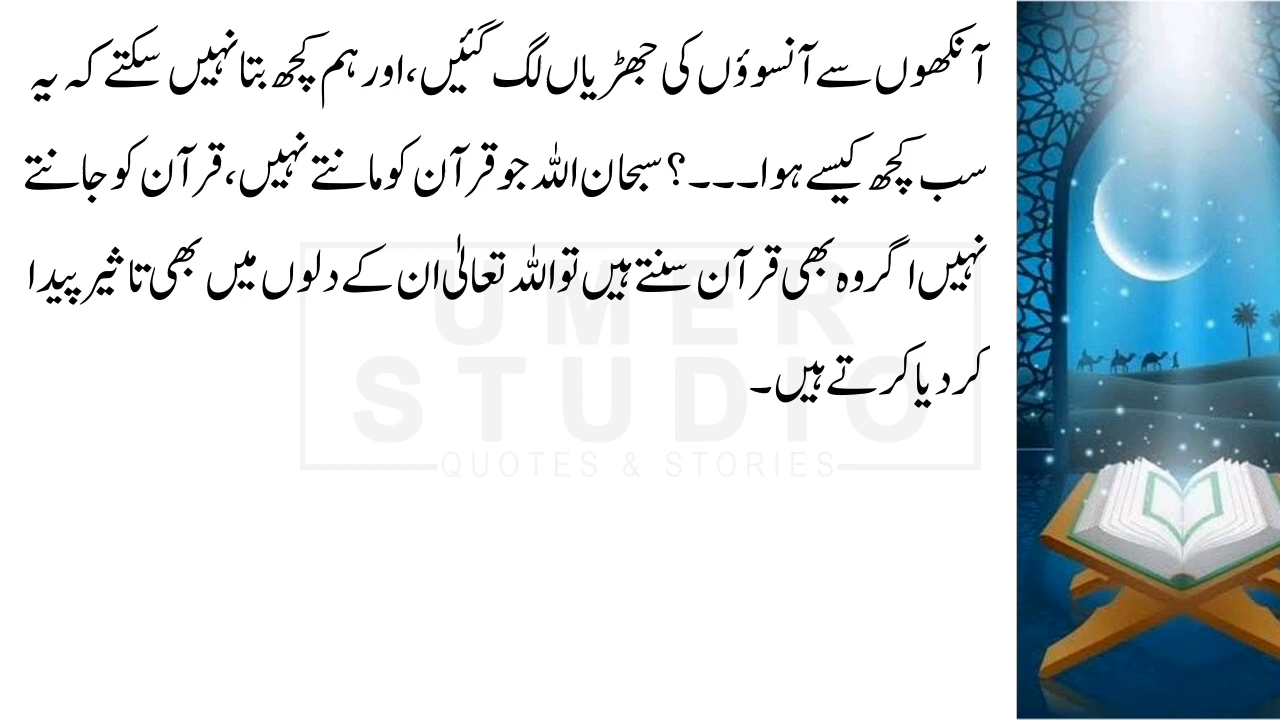 آنکھوں سے آنسوؤں کی جھڑیاں لگ گئیں، اور ہم کچھ بتا نہیں سکتے کہ یہ
سب کچھ کیسے ہوا۔۔۔؟ سبحان اللہ جو قرآن کو مانتے نہیں، قرآن کو جانتے
نہیں اگر وہ بھی قرآن سنتے ہیں تو اللہ تعالٰی ان کے دلوں میں بھی تاثیر پیدا
کر دیا کرتے ہیں۔
UMER
STUDIO
QUOTES & STORIES